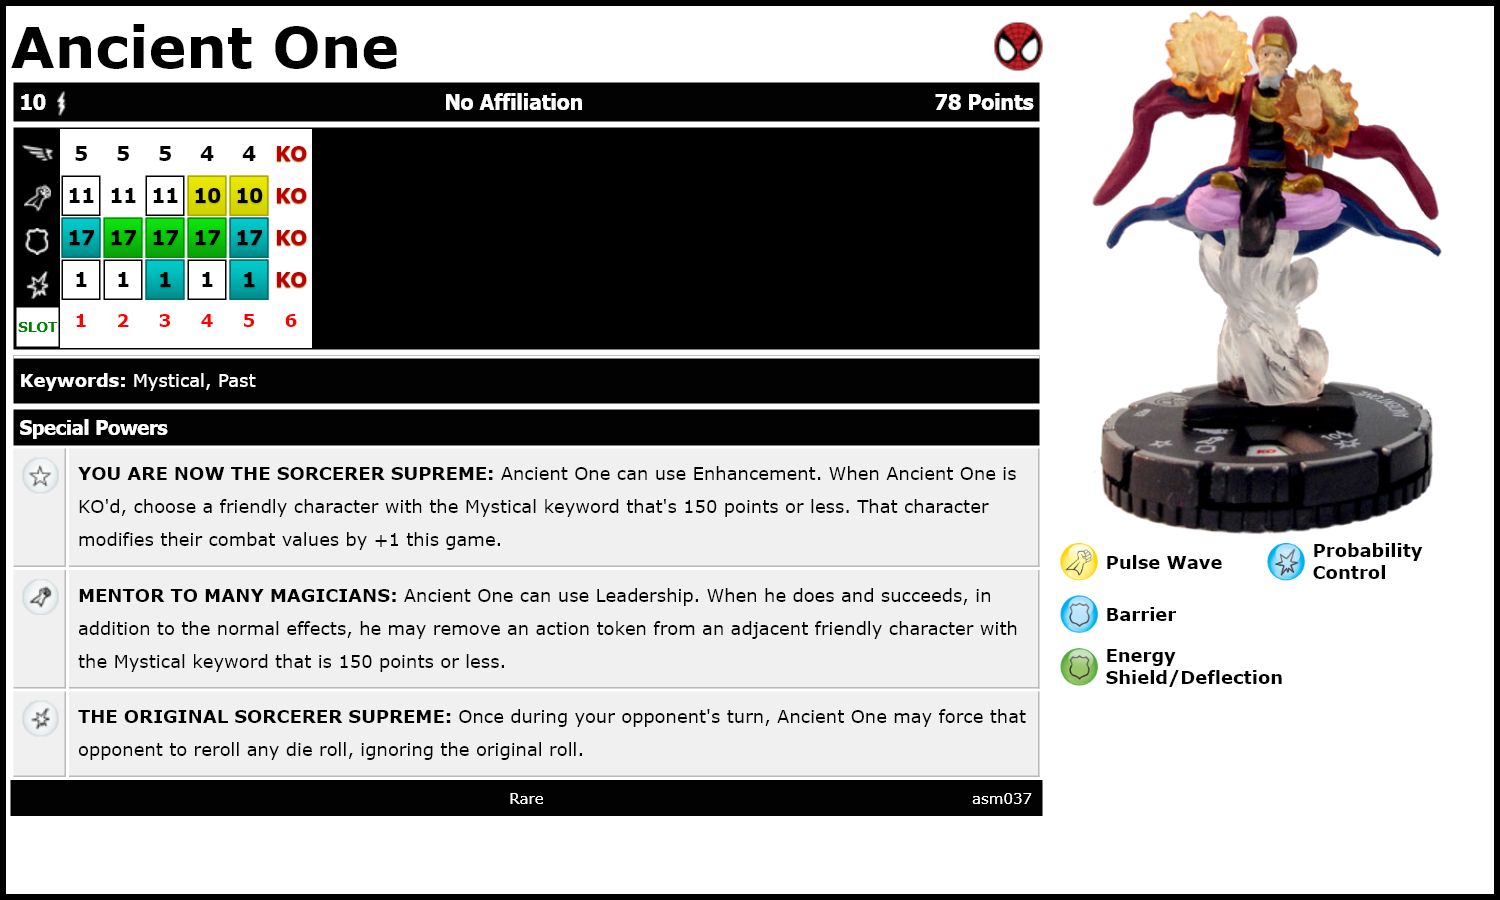 Ancient One
10 No Affiliation 78 Points
5 5 5 4 4 KO
11 11 11 10 10 KO
17 17 17 17 17 KO
1 1 1 1 1 KO
SLOT 1 2 3 4 5 6
Keywords: Mystical, Past
Special Powers
YOU ARE NOW THE SORCERER SUPREME: Ancient One can use Enhancement. When Ancient One is
KO'd, choose a friendly character with the Mystical keyword that's 150 points or less. That character
modifies their combat values by +1 this game.
MENTOR TO MANY MAGICIANS: Ancient One can use Leadership. When he does and succeeds, in
addition to the normal effects, he may remove an action token from an adjacent friendly character with
the Mystical keyword that is 150 points or less.
THE ORIGINAL SORCERER SUPREME: Once during your opponent's turn, Ancient One may force that
opponent to reroll any die roll, ignoring the original roll.
Rare asm037
ANCIENT ONE
KO
Pulse Wave
Probability
Control
Barrier
Energy
Shield/Deflection